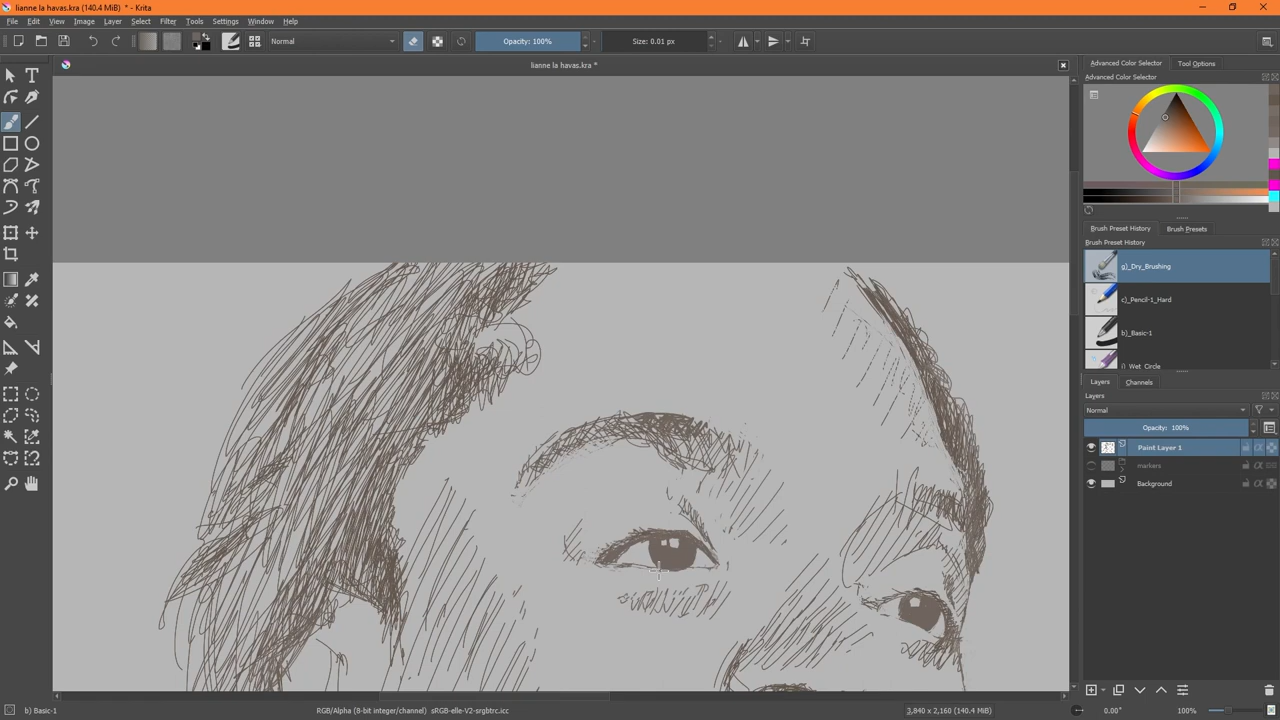 lianne la havas.kra (140.4 MiB) * - Krita
File Edit View Image Layer Select Filter Tools Settings Window Help
Normal
Opacity: 100%
Size: 0.01 px
lianne la havas.kra *
Advanced Color Selector
Tool Options
Advanced Color Selector
Brush Preset History
Brush Presets
Brush Preset History
g)_Dry_Brushing
c)_Pencil-1_Hard
b)_Basic-1
i)_Wet_Circle
Layers
Channels
Layers
Normal
Opacity: 100%
Paint Layer 1
markers
Background
b) Basic-1
RGB/Alpha (8-bit integer/channel) sRGB-elle-V2-srgbtrc.icc
3,840 x 2,160 (140.4 MiB)
0.00°
100%